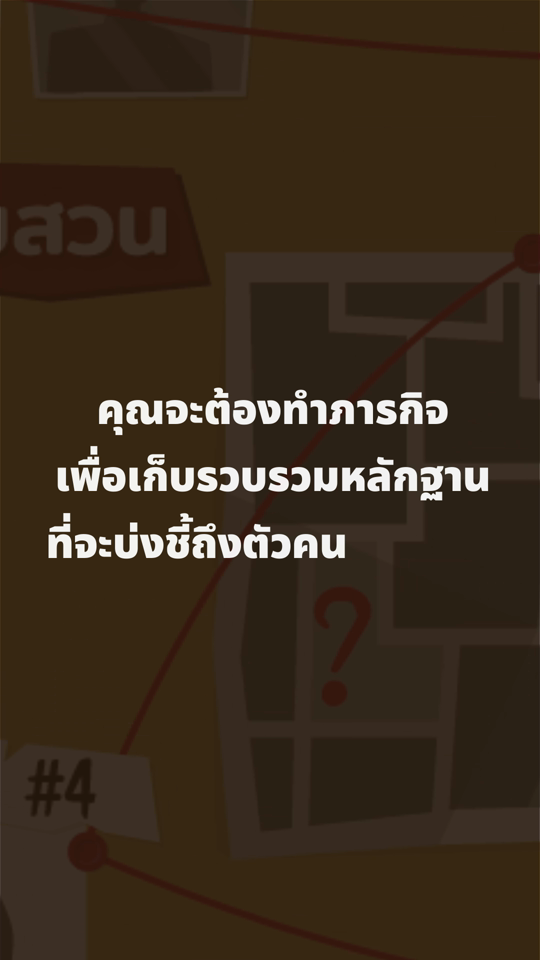 สวน
คุณจะต้องทำภารกิจ
เพื่อเก็บรวบรวมหลักฐาน
ที่จะบ่งชี้ถึงตัวคน
?
#4